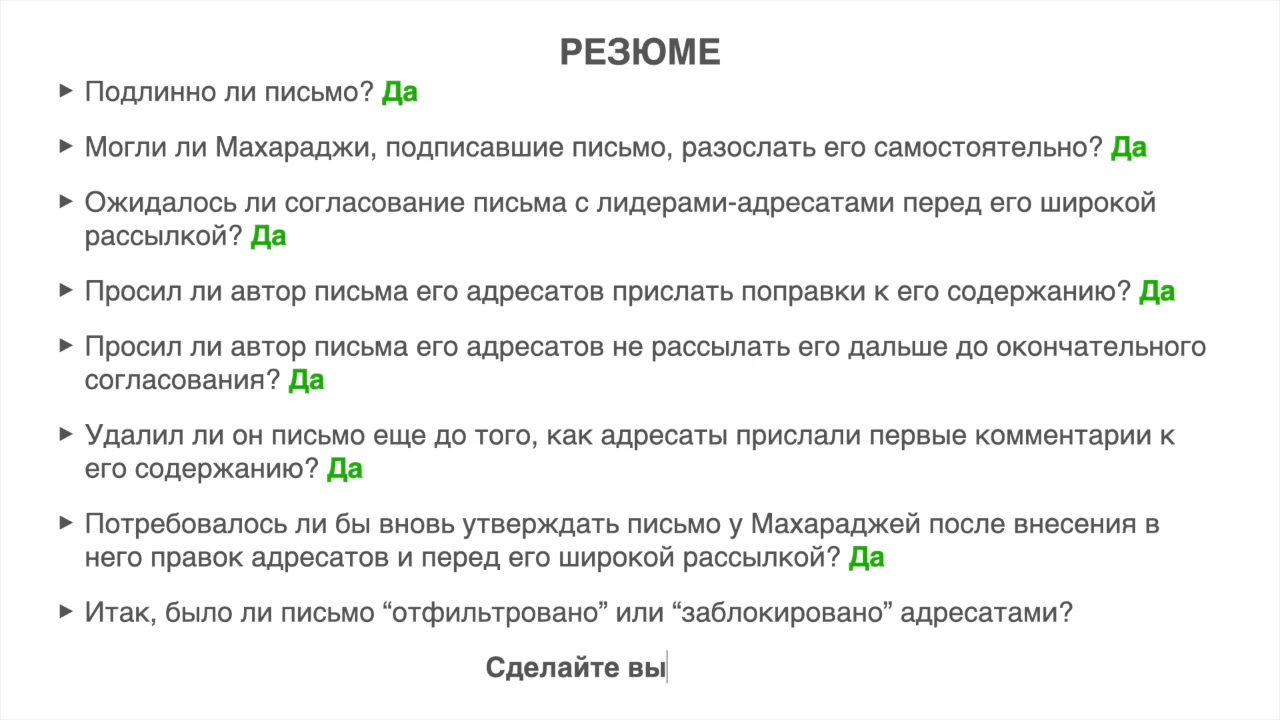 РЕЗЮМЕ
▸ Подлинно ли письмо? Да
▸ Могли ли Махараджи, подписавшие письмо, разослать его самостоятельно? Да
▸ Ожидалось ли согласование письма с лидерами-адресатами перед его широкой
рассылкой? Да
▸ Просил ли автор письма его адресатов прислать поправки к его содержанию? Да
▸ Просил ли автор письма его адресатов не рассылать его дальше до окончательного
согласования? Да
▸ Удалил ли он письмо еще до того, как адресаты прислали первые комментарии к
его содержанию? Да
▸ Потребовалось ли бы вновь утверждать письмо у Махараджей после внесения в
него правок адресатов и перед его широкой рассылкой? Да
▸ Итак, было ли письмо “отфильтровано” или “заблокировано” адресатами?
Сделайте вы